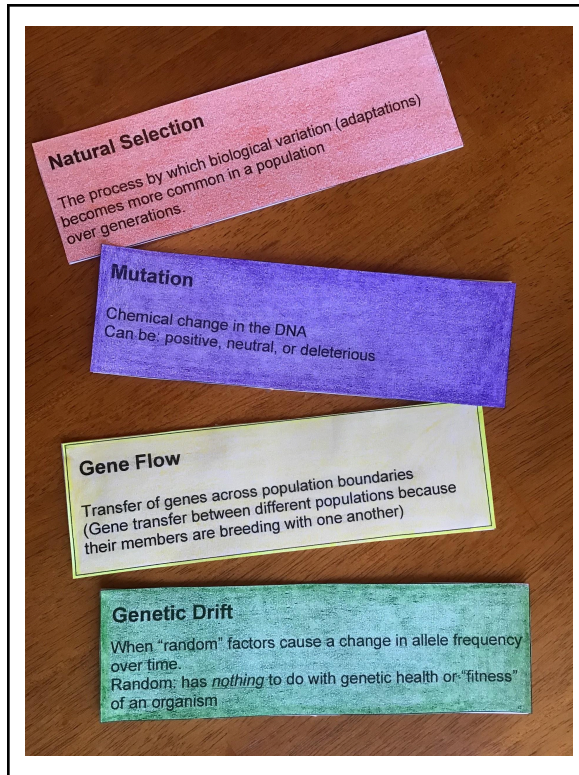 Natural Selection
The process by which biological variation (adaptations)
becomes more common in a population
over generations.
Mutation
Chemical change in the DNA
Can be: positive, neutral, or deleterious
Gene Flow
Transfer of genes across population boundaries
(Gene transfer between different populations because
their members are breeding with one another)
Genetic Drift
When “random” factors cause a change in allele frequency
over time.
Random: has nothing to do with genetic health or “fitness”
of an organism